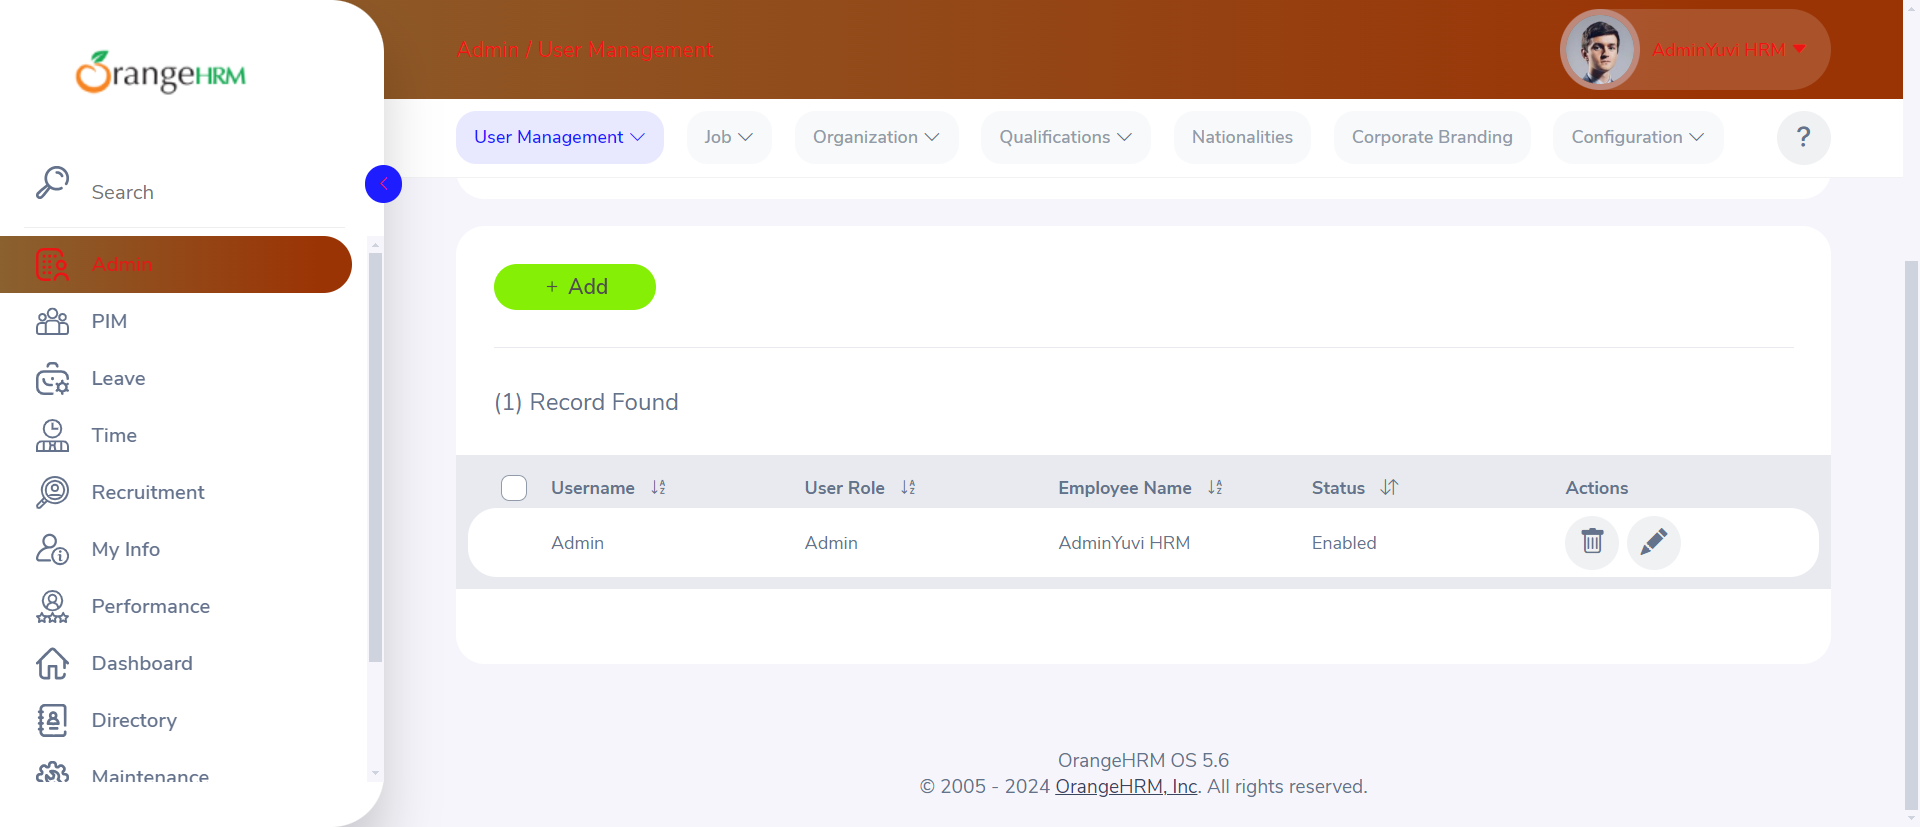 OrangeHRM
Admin / User Management
AdminYuvi HRM
User Management
Job
Organization
Qualifications
Nationalities
Corporate Branding
Configuration
?
Search
Admin
PIM
Leave
Time
Recruitment
My Info
Performance
Dashboard
Directory
Maintenance
+ Add
(1) Record Found
Username
User Role
Employee Name
Status
Actions
Admin
Admin
AdminYuvi HRM
Enabled
OrangeHRM OS 5.6
© 2005 - 2024 OrangeHRM, Inc. All rights reserved.